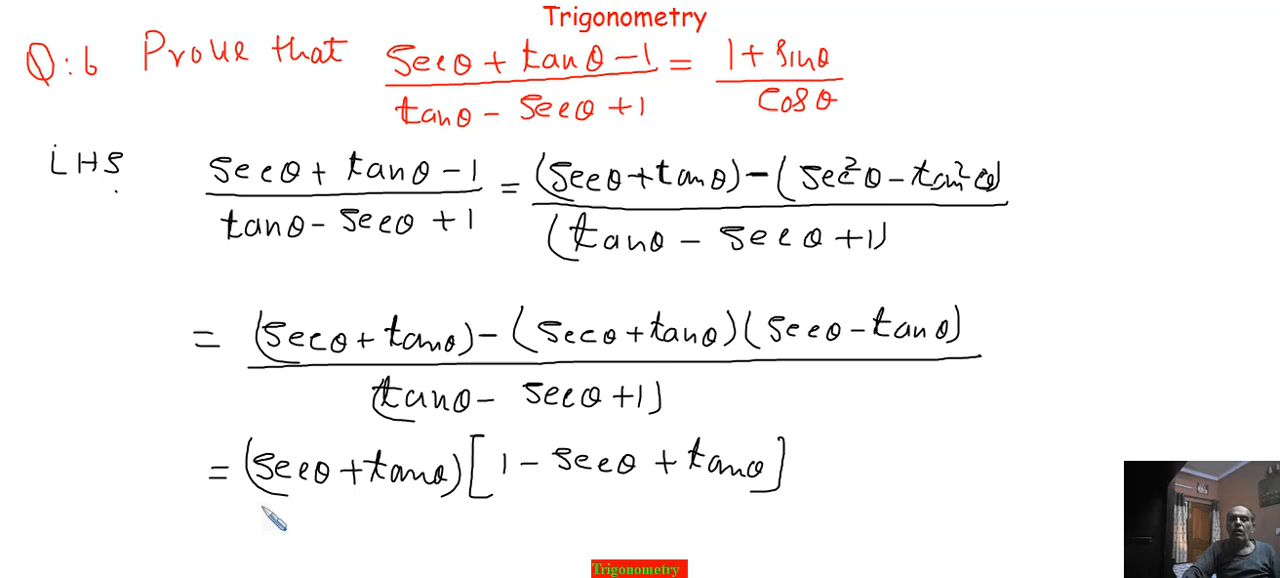 Trigonometry
Q:6 Prove that (secθ + tanθ - 1)/(tanθ - secθ + 1) = (1 + sinθ)/(cosθ)
LHS (secθ + tanθ - 1)/(tanθ - secθ + 1) = ((secθ + tanθ) - (sec²θ - tan²θ))/((tanθ - secθ + 1))
= ((secθ + tanθ) - (secθ + tanθ)(secθ - tanθ))/((tanθ - secθ + 1))
= (secθ + tanθ)[1 - secθ + tanθ]
Trigonometry